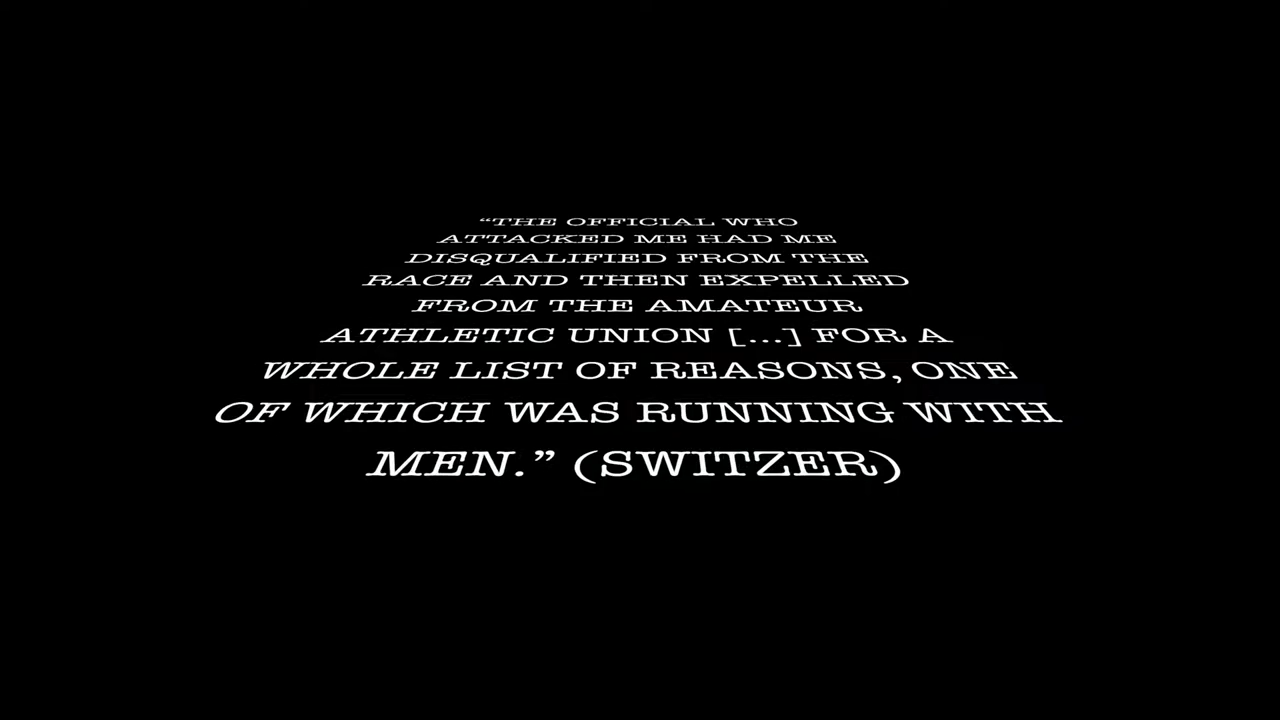 “THE OFFICIAL WHO
ATTACKED ME HAD ME
DISQUALIFIED FROM THE
RACE AND THEN EXPELLED
FROM THE AMATEUR
ATHLETIC UNION [...] FOR A
WHOLE LIST OF REASONS, ONE
OF WHICH WAS RUNNING WITH
MEN.” (SWITZER)